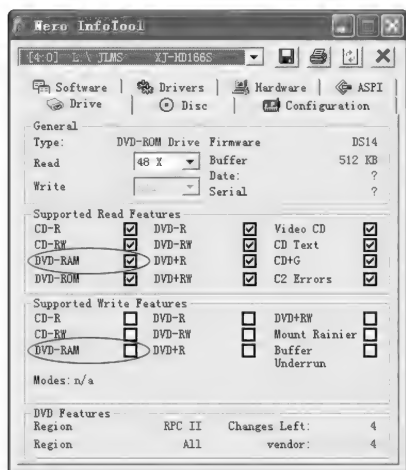 Nero InfoTool
[4:0] L:\ JLMS XJ-HD166S
Software Drivers Hardware ASPI
Drive Disc Configuration
General
Type: DVD-ROM Drive Firmware DS14
Read 48 X Buffer 512 KB
Date: ?
Write Serial ?
Supported Read Features
CD-R DVD-R Video CD
CD-RW DVD-RW CD Text
DVD-RAM DVD+R CD+G
DVD-ROM DVD+RW C2 Errors
Supported Write Features
CD-R DVD-R DVD+RW
CD-RW DVD-RW Mount Rainier
DVD-RAM DVD+R Buffer
Underrun
Modes: n/a
DVD Features
Region RPC II Changes Left: 4
Region All vendor: 4